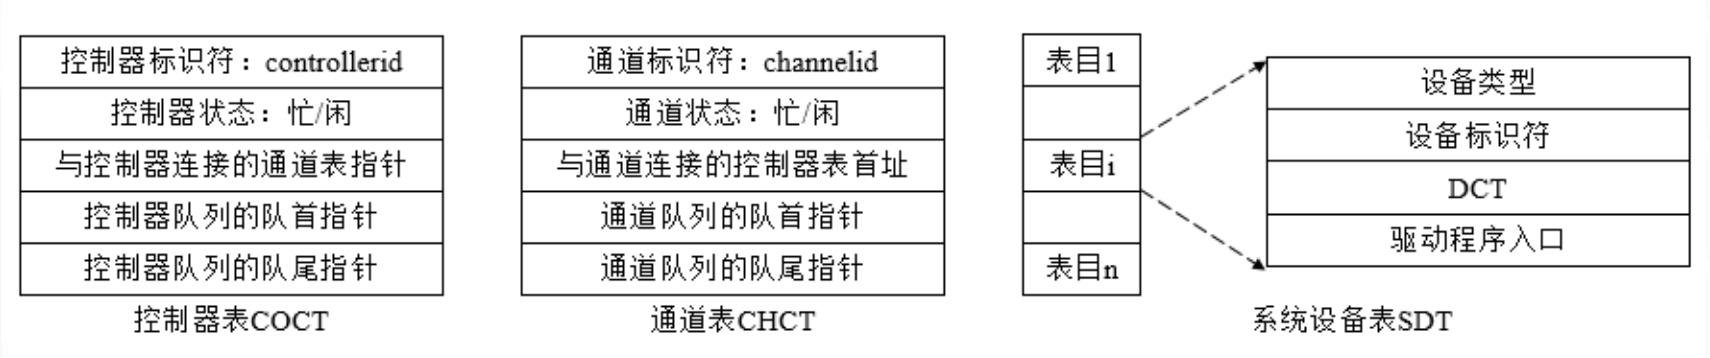 控制器标识符：controllerid
控制器状态：忙/闲
与控制器连接的通道表指针
控制器队列的队首指针
控制器队列的队尾指针
控制器表COCT
通道标识符：channelid
通道状态：忙/闲
与通道连接的控制器表首址
通道队列的队首指针
通道队列的队尾指针
通道表CHCT
表目1
表目i
表目n
设备类型
设备标识符
DCT
驱动程序入口
系统设备表SDT